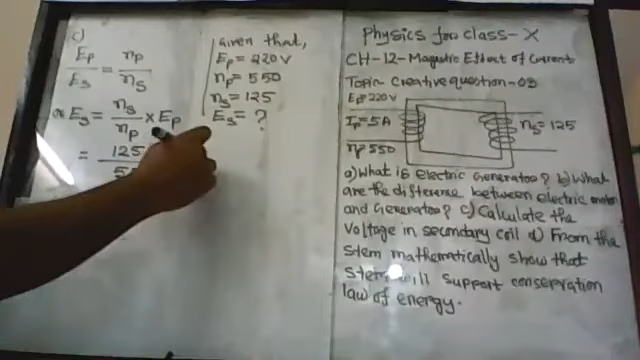 c)
Ep/Es = np/ns
or Es = ns/np × Ep
= 125
Given that,
Ep = 220V
np = 550
ns = 125
Es = ?
Physics for class-X
CH-12-Magnetic Effect of Current
Topic-Creative question-03
Ep=220V
Ip=5A
np=550
ns=125
a) What is electric Generator? b) What
are the difference between electric motor
and Generator? c) Calculate the
voltage in secondary coil d) From the
stem mathematically show that
stem will support conservation
law of energy.